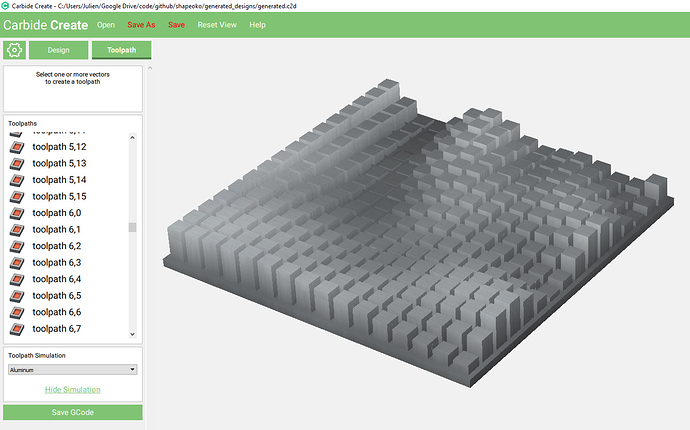 Carbide Create - C:/Users/Julien/Google Drive/code/github/shapeoko/generated_designs/generated.c2d
Carbide Create Open Save As Save Reset View Help
Design Toolpath
Select one or more vectors
to create a toolpath
Toolpaths
toolpath 5,11
toolpath 5,12
toolpath 5,13
toolpath 5,14
toolpath 5,15
toolpath 6,0
toolpath 6,1
toolpath 6,2
toolpath 6,3
toolpath 6,4
toolpath 6,5
toolpath 6,6
toolpath 6,7
Toolpath Simulation
Aluminum
Hide Simulation
Save GCode